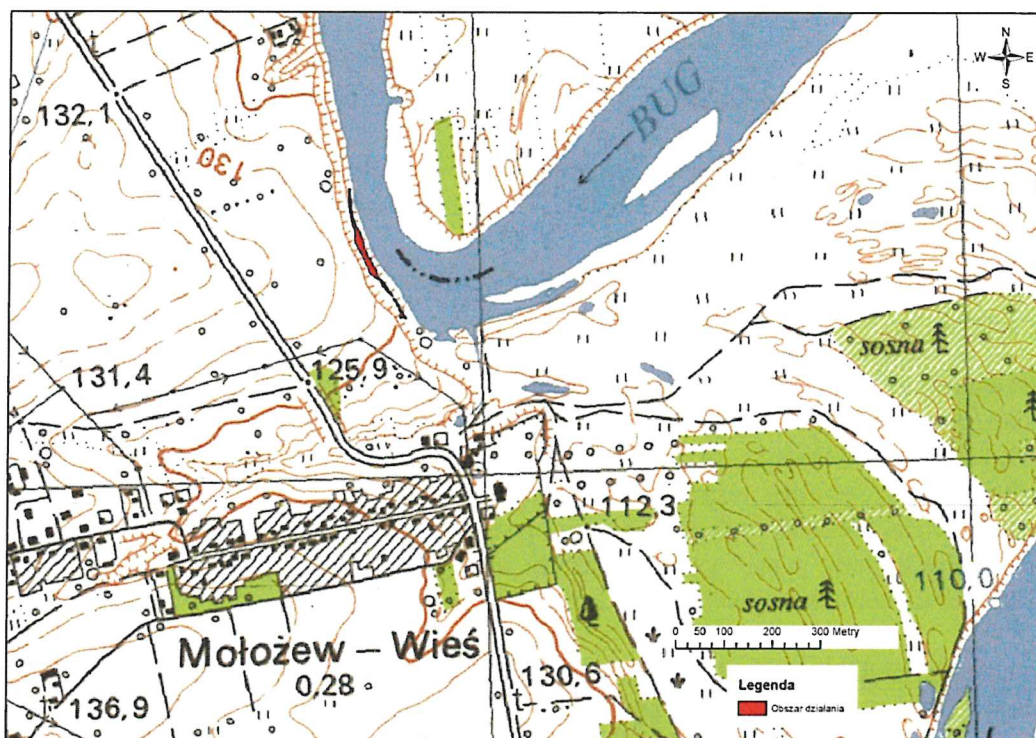 N
W E
S
132,1
BUG
130
sosna
125,9
131,4
112,3
110,0
sosna
0 50 100 200 300 Metry
Mołożew – Wieś
0,28
130,6
136,9
Legenda
Obszar działania